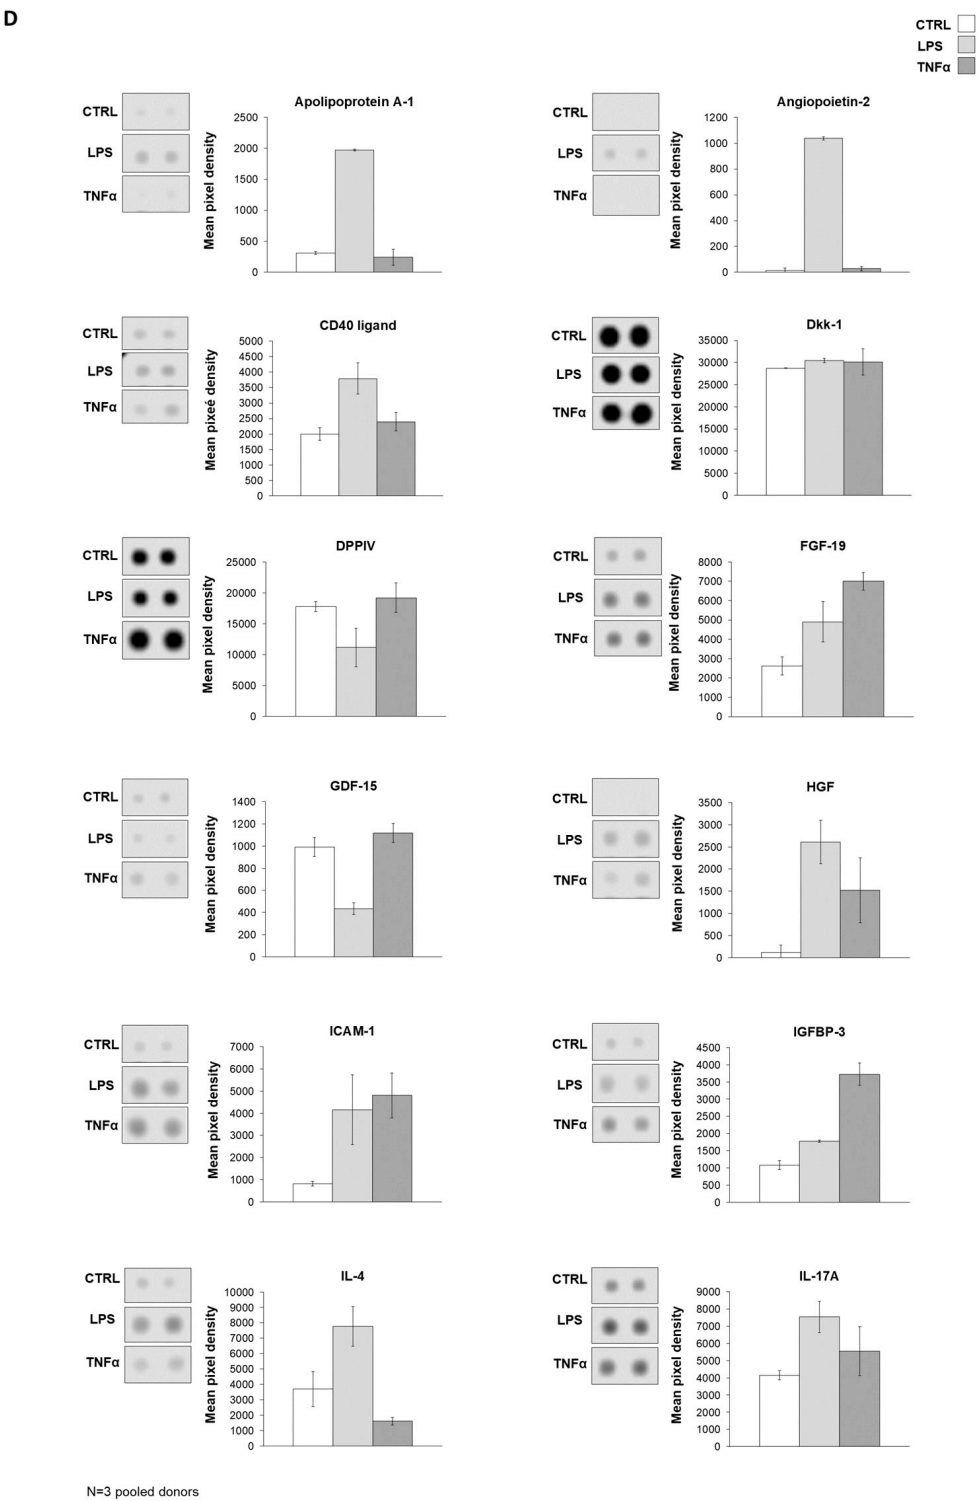 D
CTRL
LPS
TNFα
CTRL
LPS
TNFα
Apolipoprotein A-1
Mean pixel density
2500
2000
1500
1000
500
0
CTRL
LPS
TNFα
Angiopoietin-2
Mean pixel density
1200
1000
800
600
400
200
0
CTRL
LPS
TNFα
CD40 ligand
Mean pixeé density
5000
4500
4000
3500
3000
2500
2000
1500
1000
500
0
CTRL
LPS
TNFα
Dkk-1
Mean pixel density
35000
30000
25000
20000
15000
10000
5000
0
CTRL
LPS
TNFα
DPPIV
Mean pixel density
25000
20000
15000
10000
5000
0
CTRL
LPS
TNFα
FGF-19
Mean pixel density
8000
7000
6000
5000
4000
3000
2000
1000
0
CTRL
LPS
TNFα
GDF-15
Mean pixel density
1400
1200
1000
800
600
400
200
0
CTRL
LPS
TNFα
HGF
Mean pixel density
3500
3000
2500
2000
1500
1000
500
0
CTRL
LPS
TNFα
ICAM-1
Mean pixel density
7000
6000
5000
4000
3000
2000
1000
0
CTRL
LPS
TNFα
IGFBP-3
Mean pixel density
4500
4000
3500
3000
2500
2000
1500
1000
500
0
CTRL
LPS
TNFα
IL-4
Mean pixel density
10000
9000
8000
7000
6000
5000
4000
3000
2000
1000
0
CTRL
LPS
TNFα
IL-17A
Mean pixel density
9000
8000
7000
6000
5000
4000
3000
2000
1000
0
N=3 pooled donors